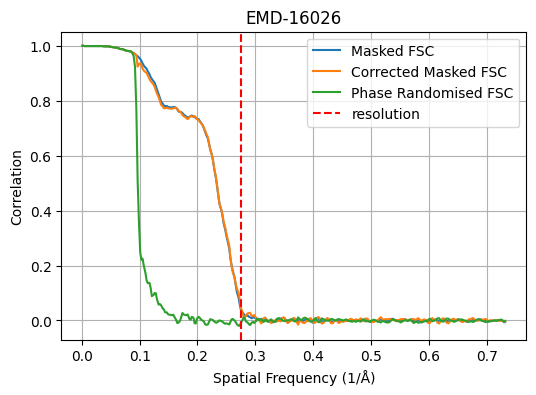 EMD-16026
Masked FSC
Corrected Masked FSC
Phase Randomised FSC
resolution
Correlation
1.0
0.8
0.6
0.4
0.2
0.0
0.0 0.1 0.2 0.3 0.4 0.5 0.6 0.7
Spatial Frequency (1/Å)